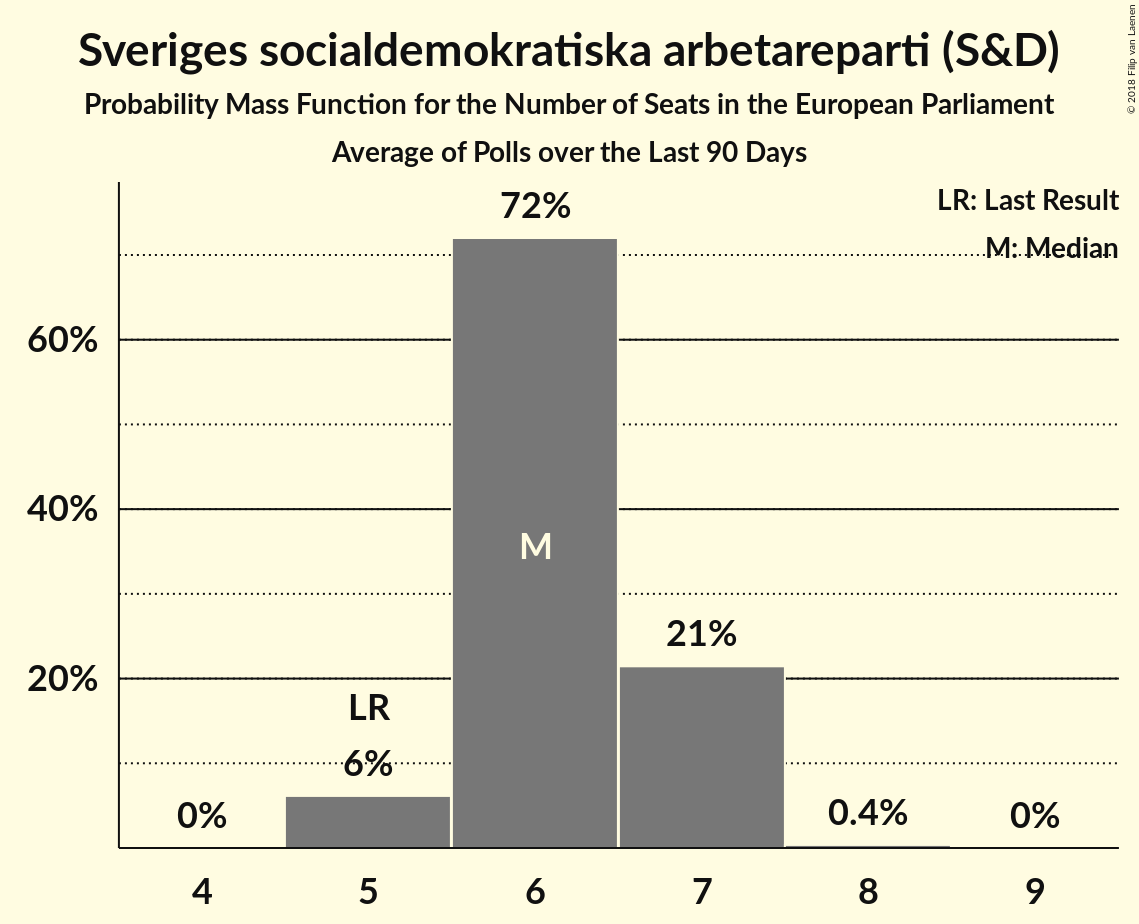 Sveriges socialdemokratiska arbetareparti (S&D)
Probability Mass Function for the Number of Seats in the European Parliament
Average of Polls over the Last 90 Days
© 2018 Filip van Laenen
LR: Last Result
M: Median
72%
60%
40%
M
21%
20%
LR
6%
0%
0.4%
0%
4 5 6 7 8 9